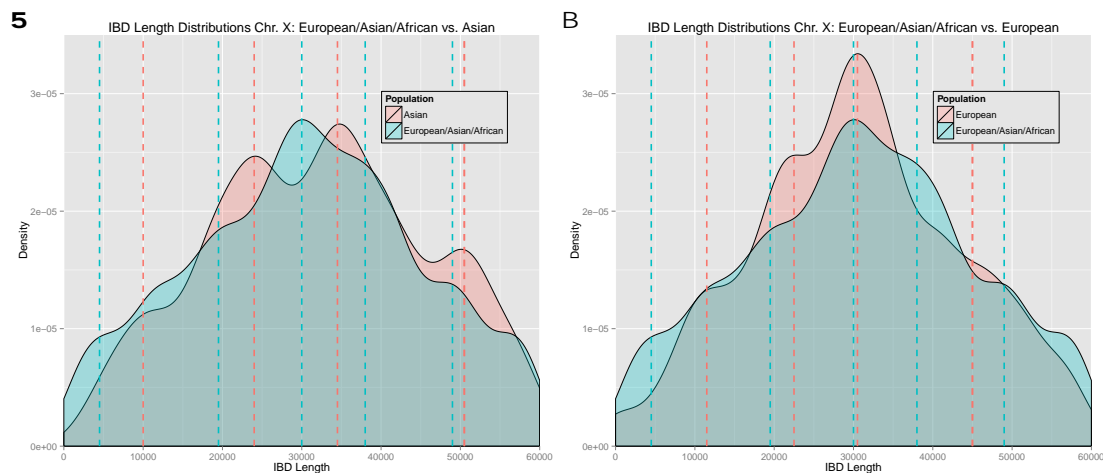 5
IBD Length Distributions Chr. X: European/Asian/African vs. Asian
Density
3e−05
2e−05
1e−05
0e+00
Population
Asian
European/Asian/African
0 10000 20000 30000 40000 50000 60000
IBD Length
B
IBD Length Distributions Chr. X: European/Asian/African vs. European
Density
3e−05
2e−05
1e−05
0e+00
Population
European
European/Asian/African
0 10000 20000 30000 40000 50000 60000
IBD Length